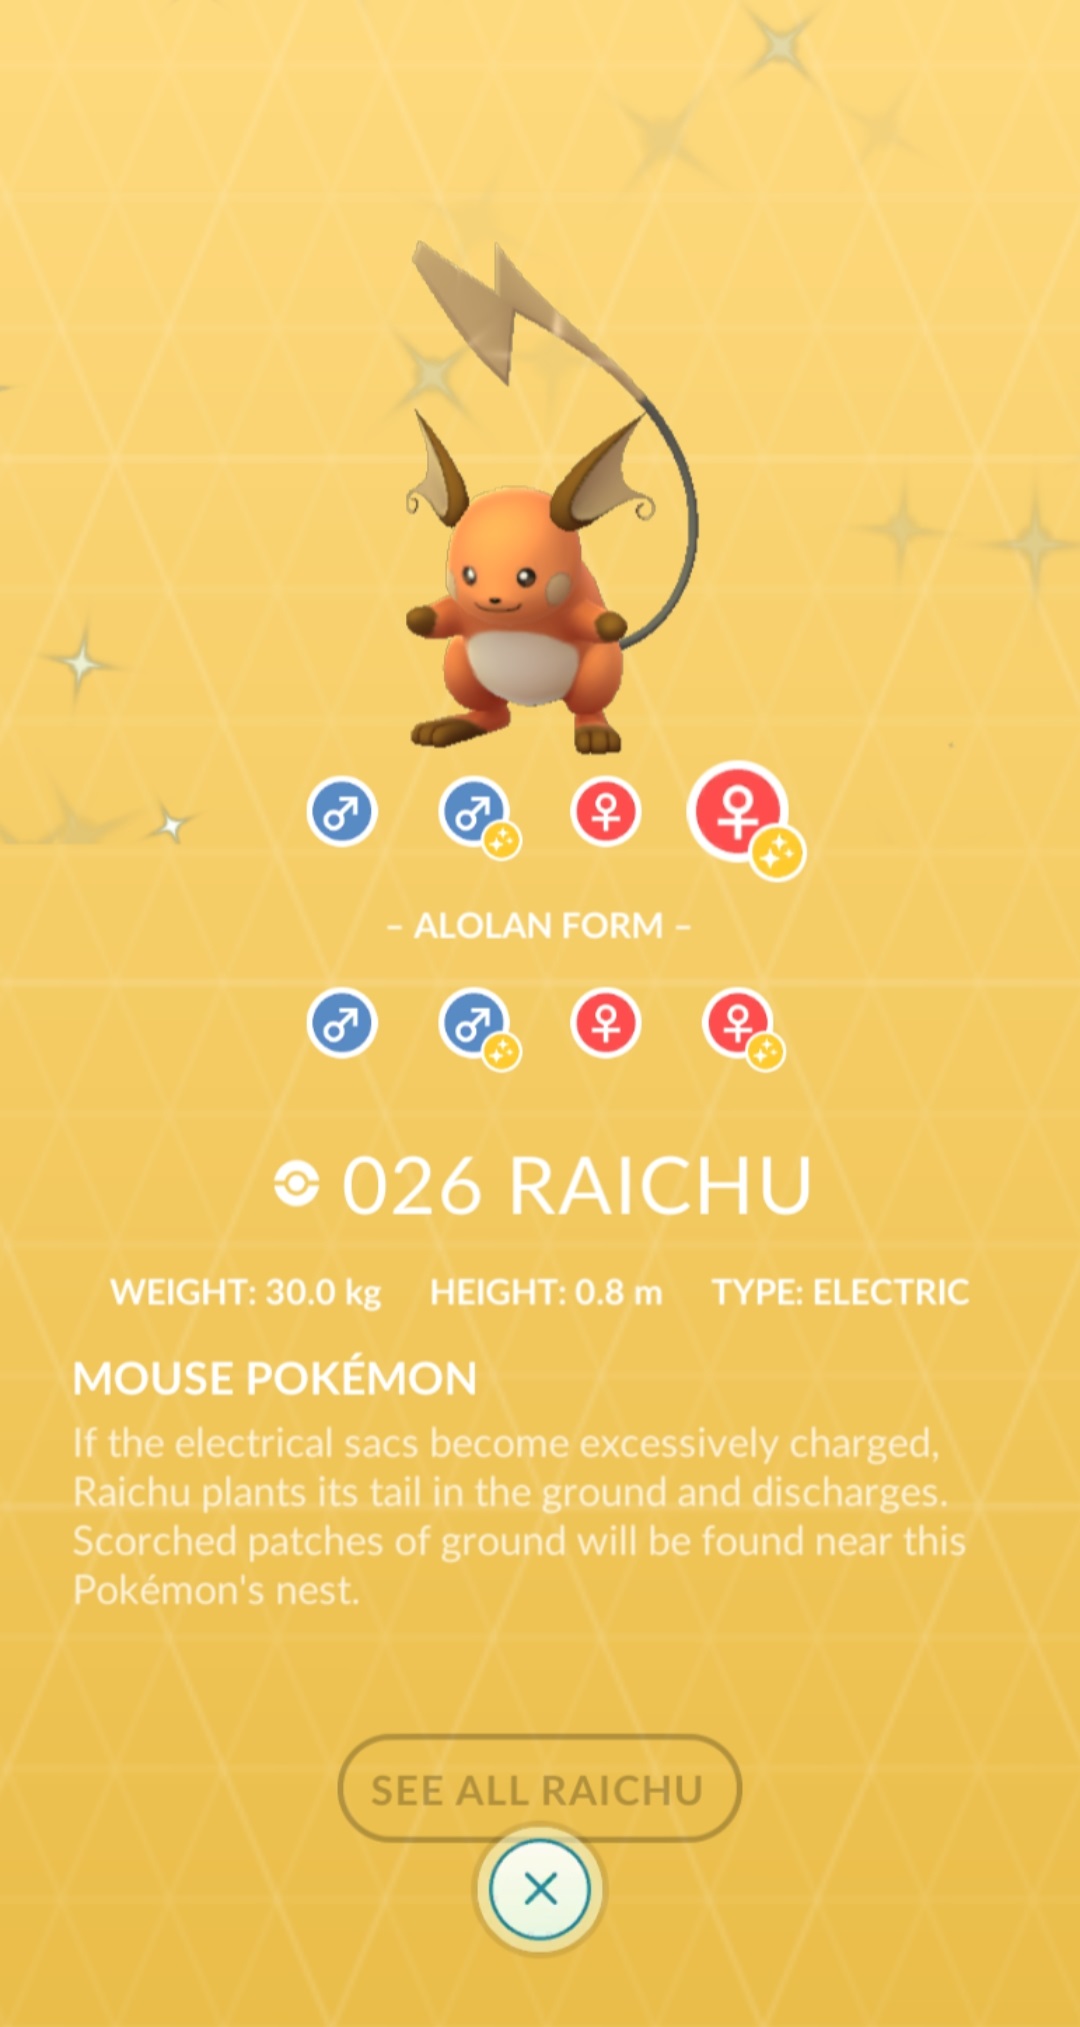 – ALOLAN FORM –
026 RAICHU
WEIGHT: 30.0 kg HEIGHT: 0.8 m TYPE: ELECTRIC
MOUSE POKÉMON
If the electrical sacs become excessively charged,
Raichu plants its tail in the ground and discharges.
Scorched patches of ground will be found near this
Pokémon's nest.
SEE ALL RAICHU